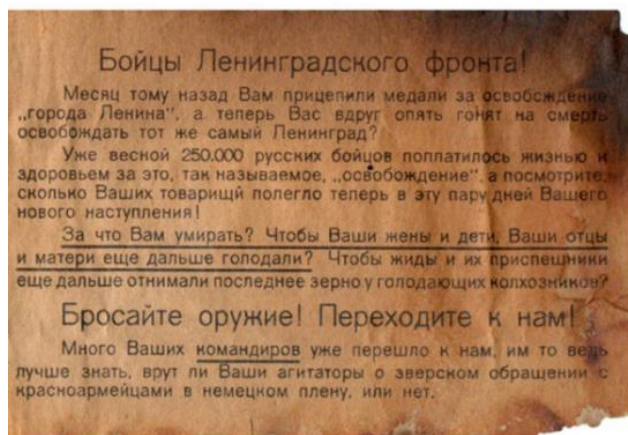 Бойцы Ленинградского фронта!
Месяц тому назад Вам прицепили медали за освобсждение
„города Ленина“, а теперь Вас вдруг опять гонят на смерть
освобождать тот же самый Ленинград?
Уже весной 250.000 русских бойцов поплатилось жизнью и
здоровьем за это, так называемое, „освобождение“, а посмотрите,
сколько Ваших товарищй полегло теперь в эту пару дней Вашего
нового наступления!
За что Вам умирать? Чтобы Ваши жены и дети, Ваши отцы
и матери еще дальше голодали? Чтобы жиды и их приспешники
еще дальше отнимали последнее зерно у голодающих колхозников?
Бросайте оружие! Переходите к нам!
Много Ваших командиров уже перешло к нам, им то ведь
лучше знать, врут ли Ваши агитаторы о зверском обращении с
красноармейцами в немецком плену, или нет.